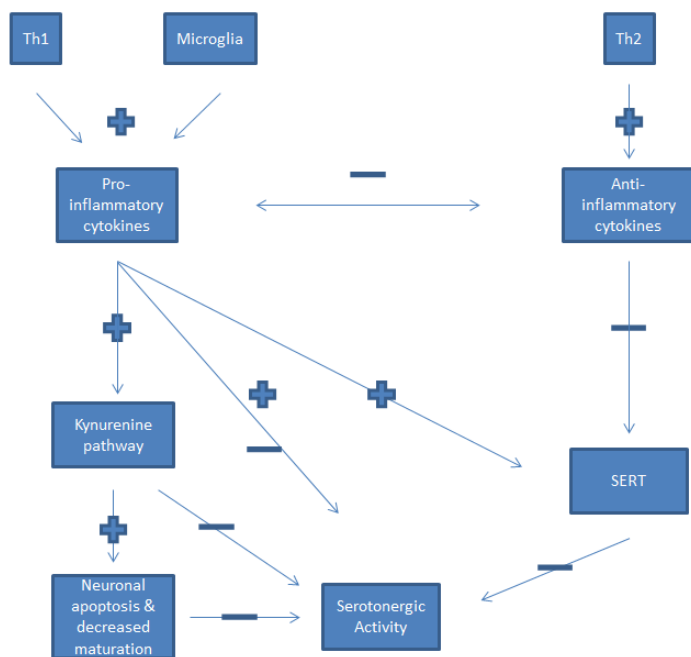 Th1
Microglia
Th2
Pro-
inflammatory
cytokines
Anti-
inflammatory
cytokines
Kynurenine
pathway
SERT
Neuronal
apoptosis &
decreased
maturation
Serotonergic
Activity